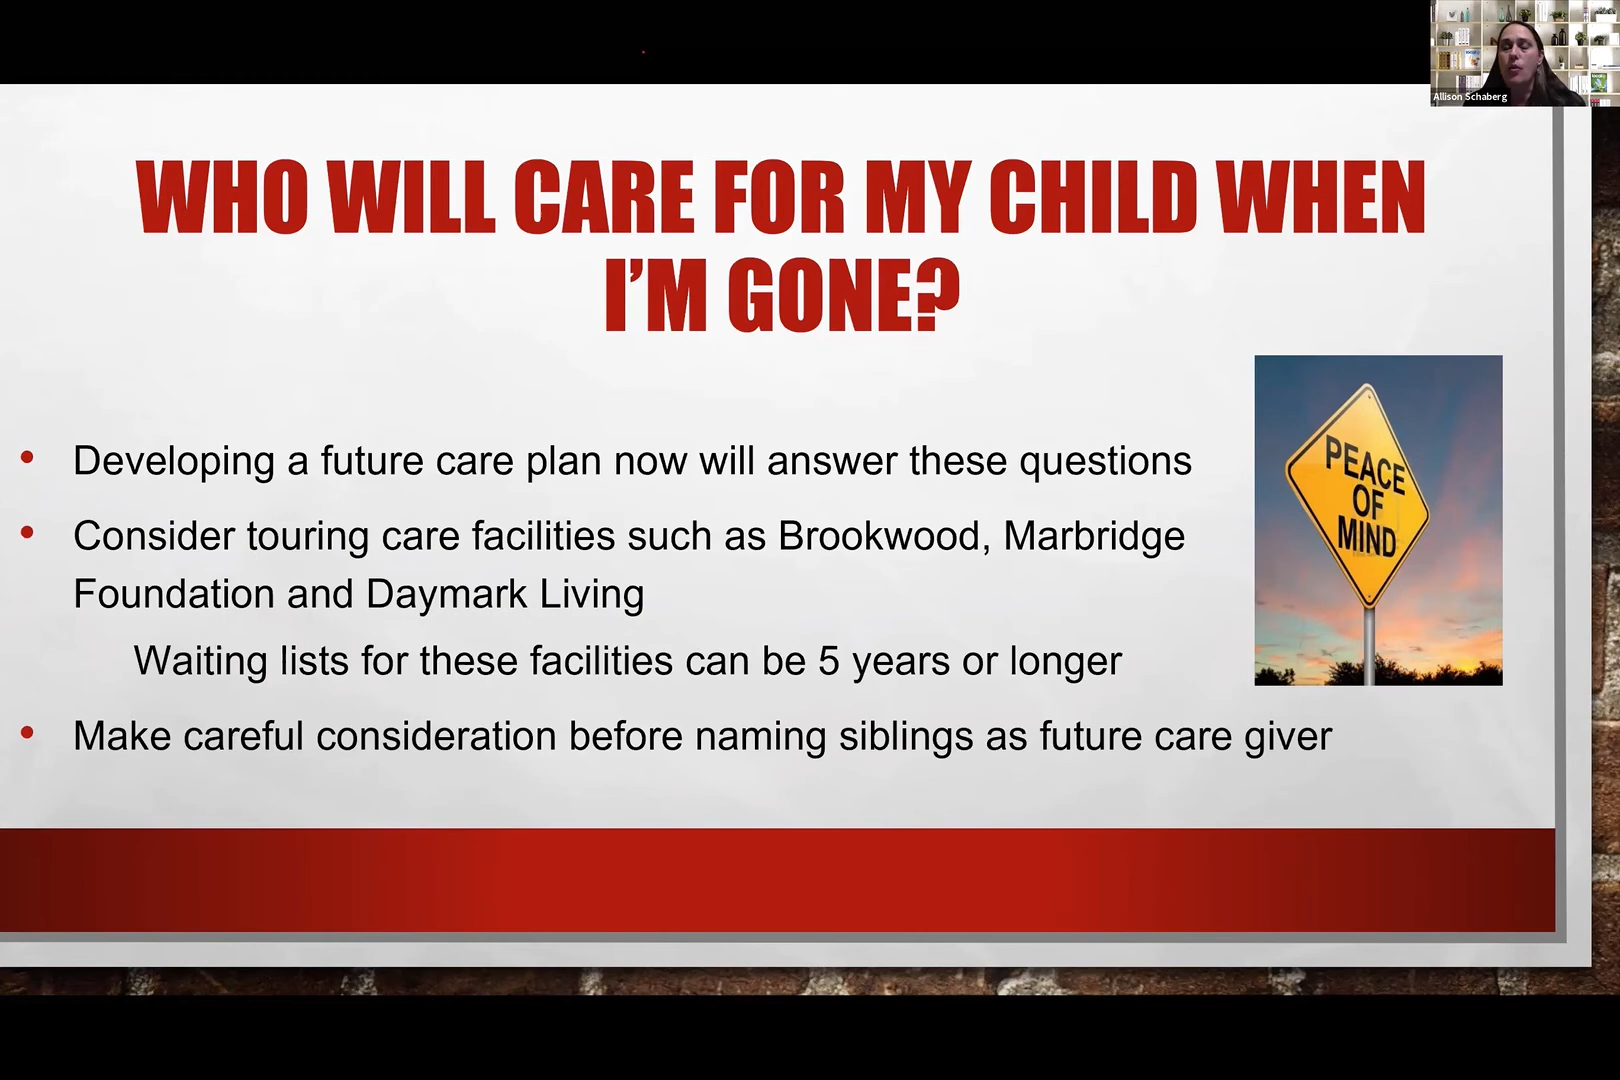 Allison Schaberg
WHO WILL CARE FOR MY CHILD WHEN
I'M GONE?
• Developing a future care plan now will answer these questions
• Consider touring care facilities such as Brookwood, Marbridge
Foundation and Daymark Living
Waiting lists for these facilities can be 5 years or longer
• Make careful consideration before naming siblings as future care giver
PEACE
OF
MIND